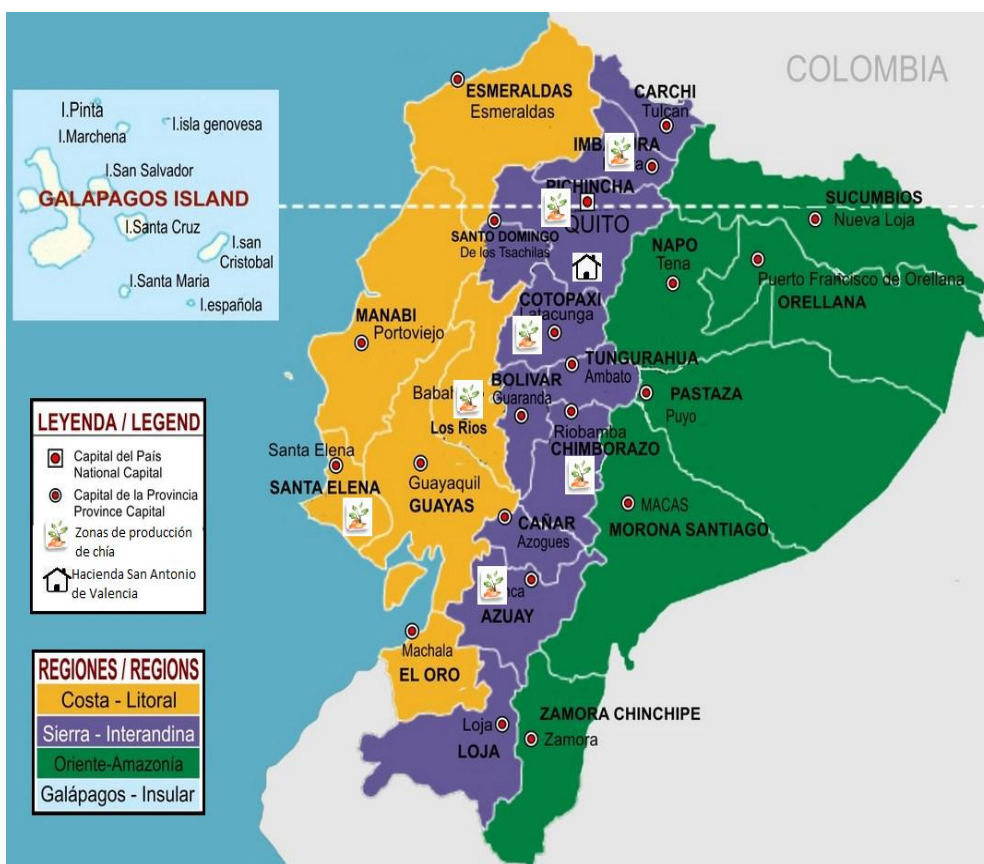 COLOMBIA
ESMERALDAS
Esmeraldas
CARCHI
Tulcan
I.Pinta
I.Marchena
I.isla genovesa
I.San Salvador
GALAPAGOS ISLAND
I.Santa Cruz
I.san
Cristobal
I.Santa Maria
I.española
PICHINCHA
QUITO
SANTO DOMINGO
De los Tsachilas
SUCUMBIOS
Nueva Loja
NAPO
Tena
Puerto Francisco de Orellana
ORELLANA
COTOPAXI
Latacunga
MANABI
Portoviejo
TUNGURAHUA
Ambato
BOLIVAR
Guaranda
PASTAZA
Puyo
Los Rios
Riobamba
CHIMBORAZO
Santa Elena
SANTA ELENA
Guayaquil
GUAYAS
MACAS
MORONA SANTIAGO
CAÑAR
Azogues
AZUAY
Machala
EL ORO
Loja
LOJA
ZAMORA CHINCHIPE
Zamora
LEYENDA / LEGEND
Capital del País
National Capital
Capital de la Provincia
Province Capital
Zonas de producción
de chía
Hacienda San Antonio
de Valencia
REGIONES / REGIONS
Costa - Litoral
Sierra - Interandina
Oriente-Amazonía
Galápagos - Insular